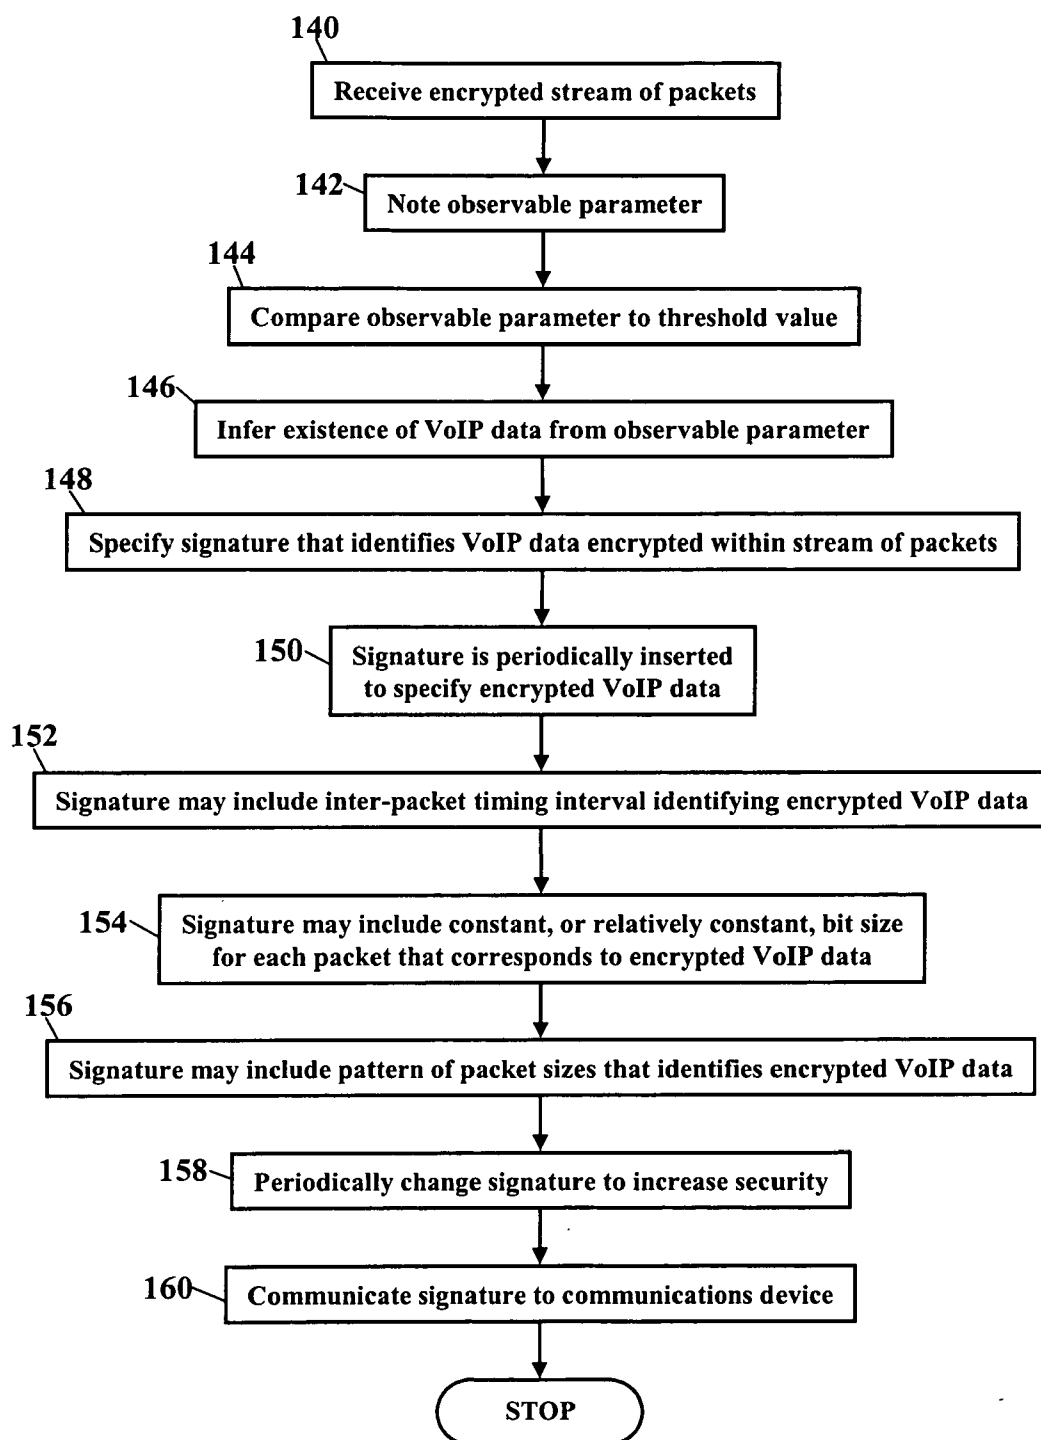 140
Receive encrypted stream of packets
142
Note observable parameter
144
Compare observable parameter to threshold value
146
Infer existence of VoIP data from observable parameter
148
Specify signature that identifies VoIP data encrypted within stream of packets
150
Signature is periodically inserted
to specify encrypted VoIP data
152
Signature may include inter-packet timing interval identifying encrypted VoIP data
154
Signature may include constant, or relatively constant, bit size
for each packet that corresponds to encrypted VoIP data
156
Signature may include pattern of packet sizes that identifies encrypted VoIP data
158
Periodically change signature to increase security
160
Communicate signature to communications device
STOP